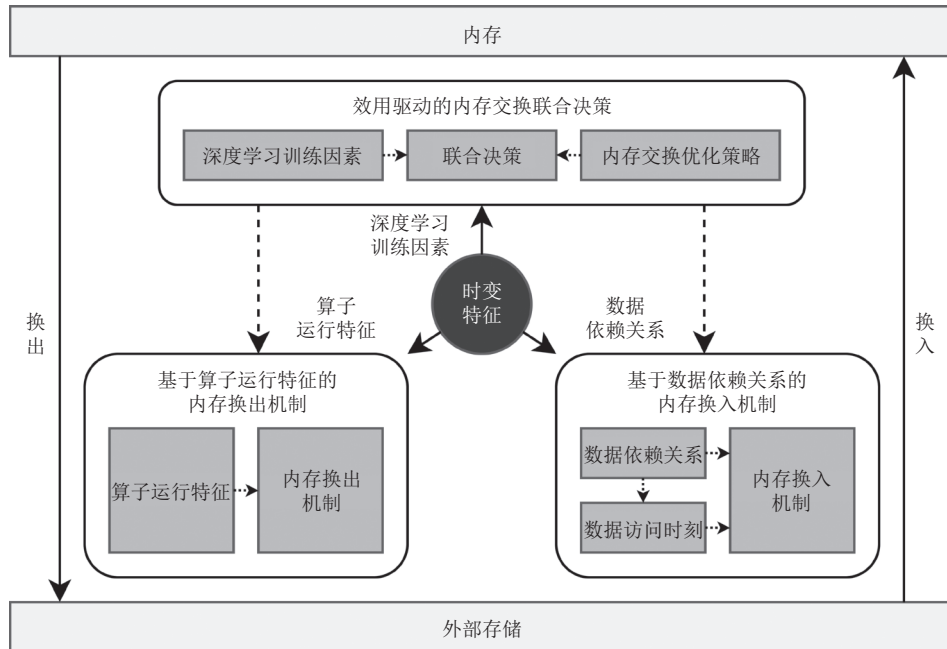 内存
效用驱动的内存交换联合决策
深度学习训练因素
联合决策
内存交换优化策略
深度学习
训练因素
时变
特征
算子
运行特征
数据
依赖关系
换出
换入
基于算子运行特征的
内存换出机制
算子运行特征
内存换出
机制
基于数据依赖关系的
内存换入机制
数据依赖关系
数据访问时刻
内存换入
机制
外部存储